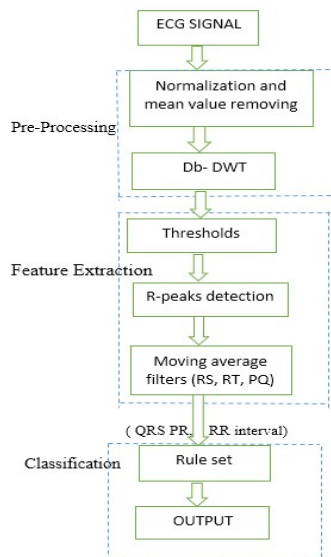 ECG SIGNAL
Normalization and
mean value removing
Pre-Processing
Db- DWT
Thresholds
Feature Extraction
R-peaks detection
Moving average
filters (RS, RT, PQ)
( QRS PR, RR interval)
Classification
Rule set
OUTPUT